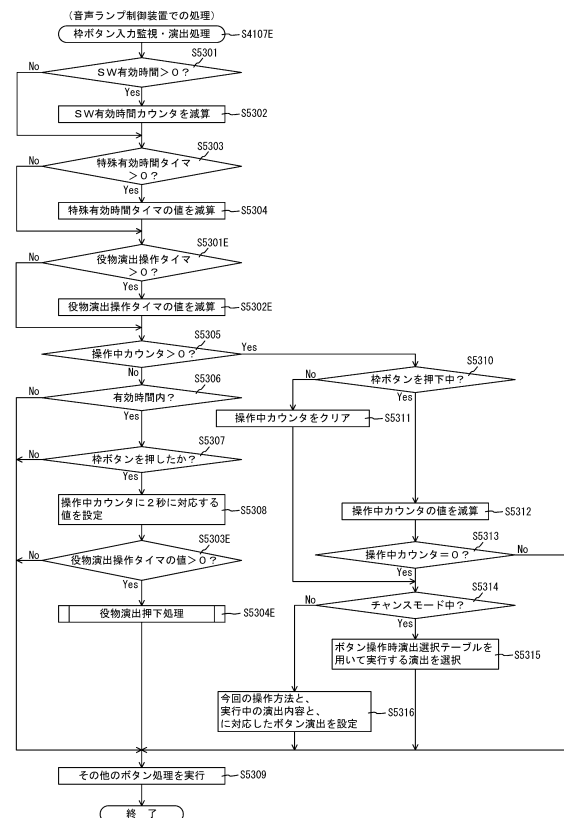 （音声ランプ制御装置での処理）
枠ボタン入力監視・演出処理 S4107E
S5301
ＳＷ有効時間＞０？
No
Yes
ＳＷ有効時間カウンタを減算 S5302
S5303
No
特殊有効時間タイマ
＞０？
Yes
特殊有効時間タイマの値を減算 S5304
S5301E
No
役物演出操作タイマ
＞０？
Yes
役物演出操作タイマの値を減算 S5302E
S5305
操作中カウンタ＞０？
Yes
No
S5306
有効時間内？
No
Yes
S5307
枠ボタンを押したか？
No
Yes
操作中カウンタに２秒に対応する
値を設定
S5308
S5303E
役物演出操作タイマの値＞０？
No
Yes
役物演出押下処理 S5304E
S5310
枠ボタンを押下中？
No
Yes
操作中カウンタをクリア S5311
操作中カウンタの値を減算 S5312
S5313
操作中カウンタ＝０？
No
Yes
S5314
チャンスモード中？
No
Yes
ボタン操作時演出選択テーブルを
用いて実行する演出を選択
S5315
今回の操作方法と、
実行中の演出内容と、
に対応したボタン演出を設定
S5316
その他のボタン処理を実行 S5309
終 了